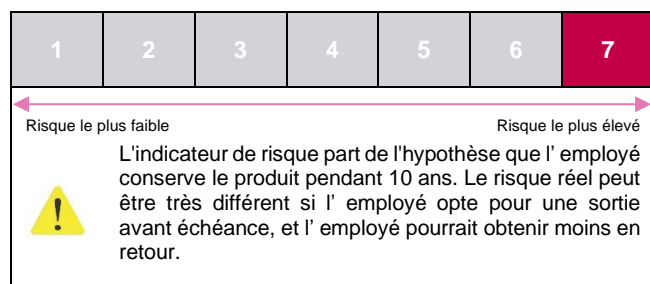 1 2 3 4 5 6 7
Risque le plus faible Risque le plus élevé
L'indicateur de risque part de l'hypothèse que l' employé
conserve le produit pendant 10 ans. Le risque réel peut
être très différent si l' employé opte pour une sortie
avant échéance, et l' employé pourrait obtenir moins en
retour.